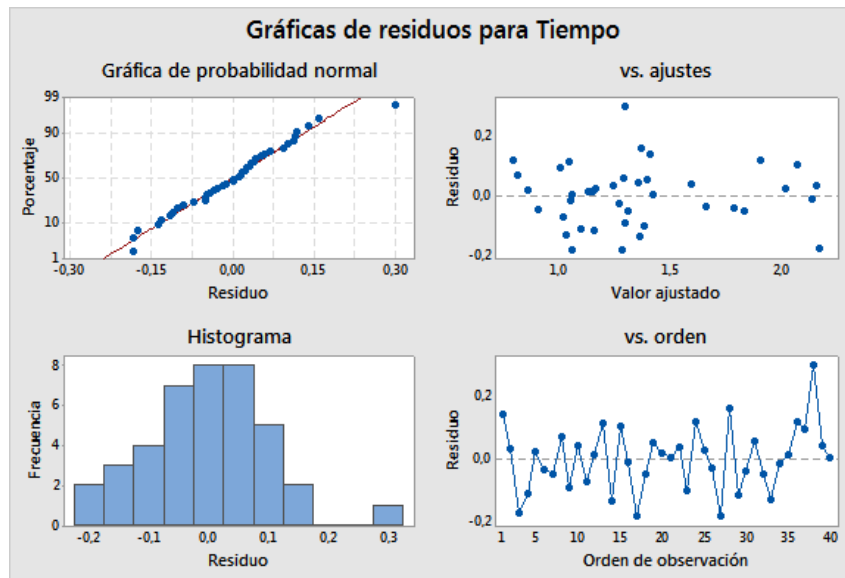 Gráficas de residuos para Tiempo
Gráfica de probabilidad normal
99
90
50
10
1
Porcentaje
-0,30 -0,15 0,00 0,15 0,30
Residuo
vs. ajustes
0,2
0,0
-0,2
Residuo
1,0 1,5 2,0
Valor ajustado
Histograma
8
6
4
2
0
Frecuencia
-0,2 -0,1 0,0 0,1 0,2 0,3
Residuo
vs. orden
0,2
0,0
-0,2
Residuo
1 5 10 15 20 25 30 35 40
Orden de observación